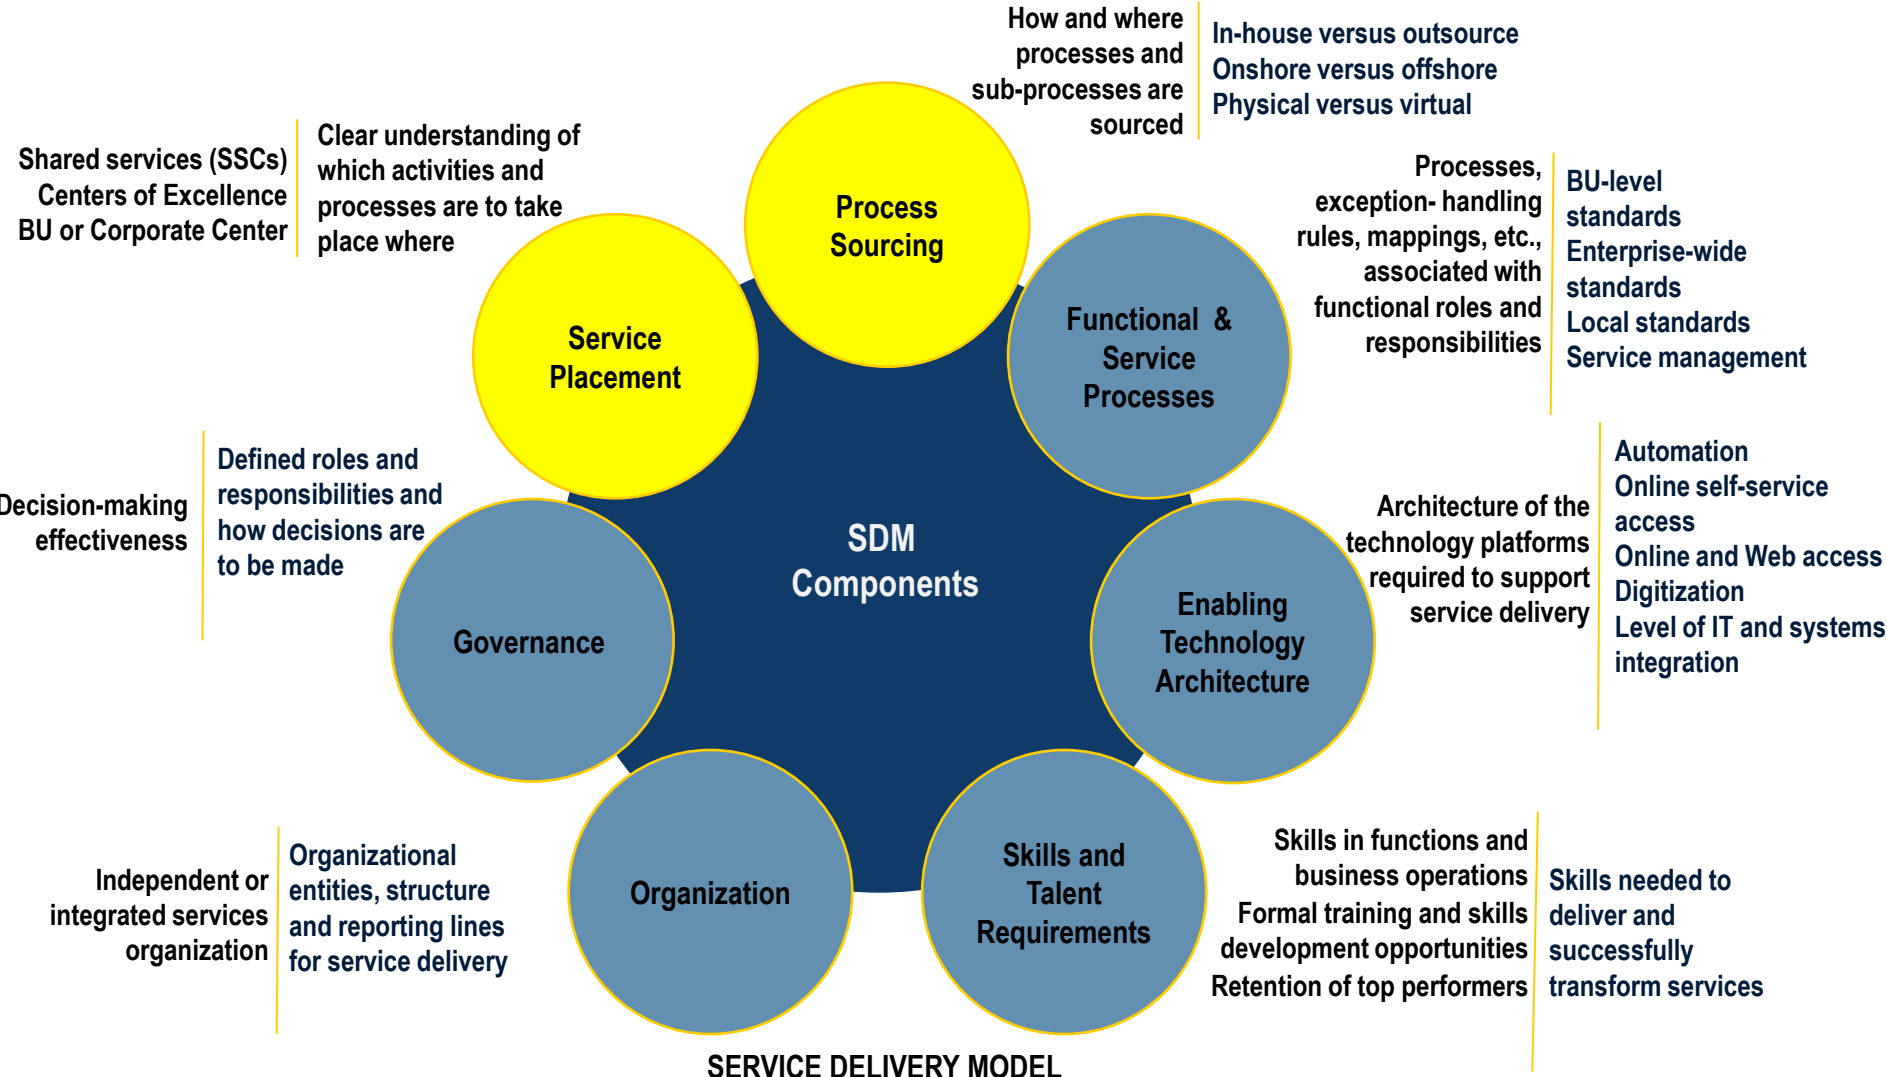 How and where
processes and
sub-processes are
sourced
In-house versus outsource
Onshore versus offshore
Physical versus virtual
Shared services (SSCs)
Centers of Excellence
BU or Corporate Center
Clear understanding of
which activities and
processes are to take
place where
Process
Sourcing
Processes,
exception- handling
rules, mappings, etc.,
associated with
functional roles and
responsibilities
BU-level
standards
Enterprise-wide
standards
Local standards
Service management
Service
Placement
Functional &
Service
Processes
Decision-making
effectiveness
Defined roles and
responsibilities and
how decisions are
to be made
SDM
Components
Architecture of the
technology platforms
required to support
service delivery
Automation
Online self-service
access
Online and Web access
Digitization
Level of IT and systems
integration
Governance
Enabling
Technology
Architecture
Independent or
integrated services
organization
Organizational
entities, structure
and reporting lines
for service delivery
Organization
Skills and
Talent
Requirements
Skills in functions and
business operations
Formal training and skills
development opportunities
Retention of top performers
Skills needed to
deliver and
successfully
transform services
SERVICE DELIVERY MODEL